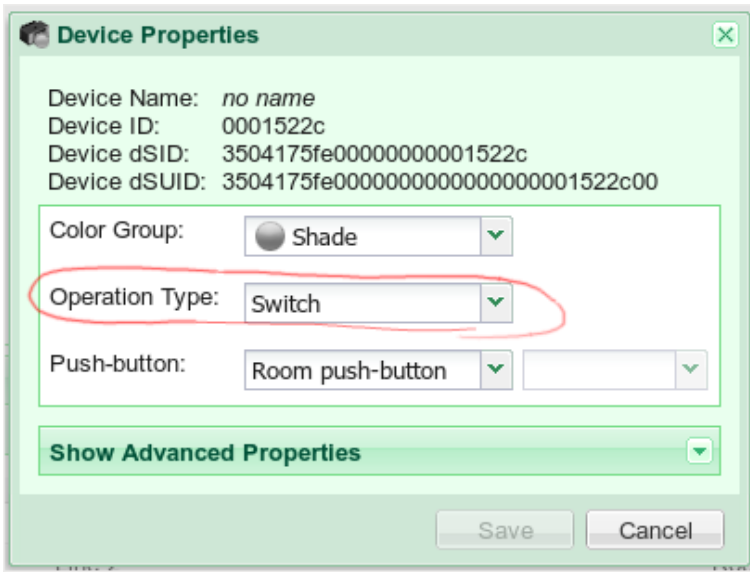 Device Properties
Device Name: no name
Device ID: 0001522c
Device dSID: 3504175fe00000000001522c
Device dSUID: 3504175fe0000000000000000001522c00
Color Group: Shade
Operation Type: Switch
Push-button: Room push-button
Show Advanced Properties
Save Cancel